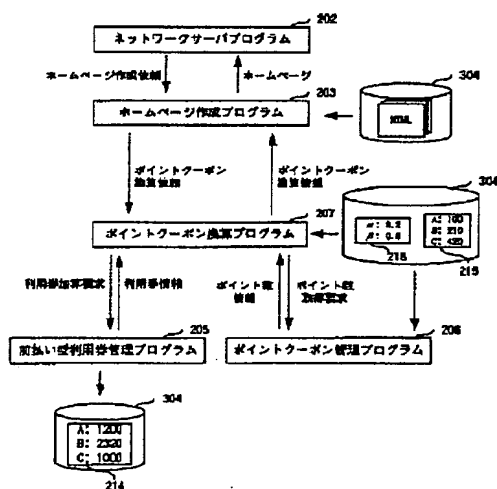 202
ネットワークサーバプログラム
ホームページ作成依頼
ホームページ
203
ホームページ作成プログラム
304
HTML
ポイントクーポン
換算依頼
ポイントクーポン
換算情報
207
ポイントクーポン換算プログラム
304
A: 160
B: 210
C: 420
216
215
利用券加算要求
利用券情報
ポイント数
情報
ポイント数
取得要求
205
前払い型利用券管理プログラム
206
ポイントクーポン管理プログラム
304
A: 1200
B: 2320
C: 1000
214